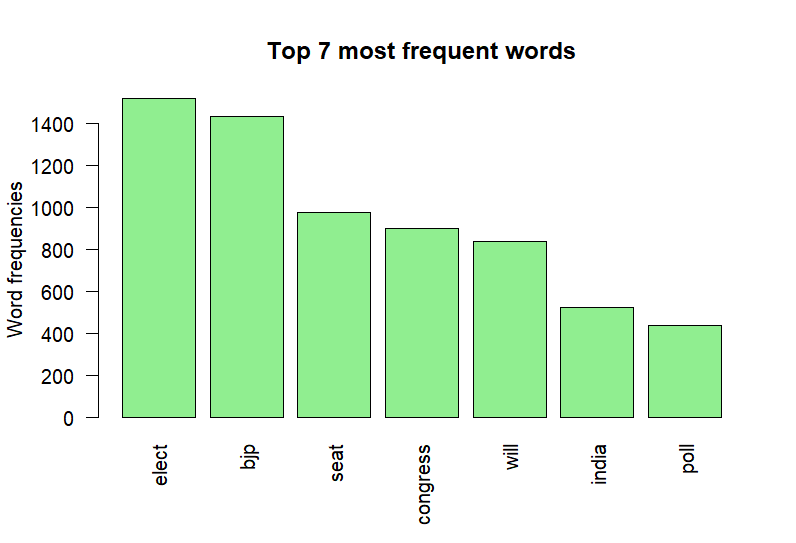 Top 7 most frequent words
Word frequencies
1400
1200
1000
800
600
400
200
0
elect
bjp
seat
congress
will
india
poll